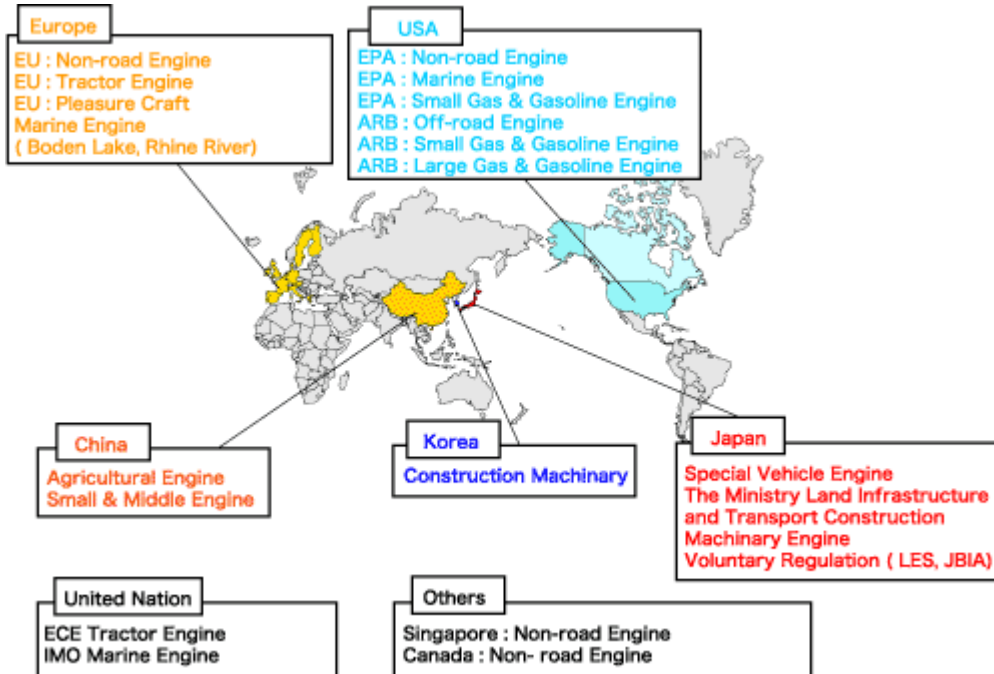 Europe
EU : Non-road Engine
EU : Tractor Engine
EU : Pleasure Craft
Marine Engine
( Boden Lake, Rhine River)
USA
EPA : Non-road Engine
EPA : Marine Engine
EPA : Small Gas & Gasoline Engine
ARB : Off-road Engine
ARB : Small Gas & Gasoline Engine
ARB : Large Gas & Gasoline Engine
China
Agricultural Engine
Small & Middle Engine
Korea
Construction Machinary
Japan
Special Vehicle Engine
The Ministry Land Infrastructure
and Transport Construction
Machinary Engine
Voluntary Regulation ( LES, JBIA)
United Nation
ECE Tractor Engine
IMO Marine Engine
Others
Singapore : Non-road Engine
Canada : Non- road Engine